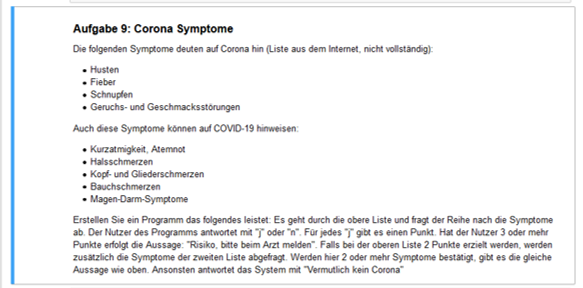 Aufgabe 9: Corona Symptome
Die folgenden Symptome deuten auf Corona hin (Liste aus dem Internet, nicht vollständig):
• Husten
• Fieber
• Schnupfen
• Geruchs- und Geschmacksstörungen
Auch diese Symptome können auf COVID-19 hinweisen:
• Kurzatmigkeit, Atemnot
• Halsschmerzen
• Kopf- und Gliederschmerzen
• Bauchschmerzen
• Magen-Darm-Symptome
Erstellen Sie ein Programm das folgendes leistet: Es geht durch die obere Liste und fragt der Reihe nach die Symptome
ab. Der Nutzer des Programms antwortet mit "j" oder "n". Für jedes "j" gibt es einen Punkt. Hat der Nutzer 3 oder mehr
Punkte erfolgt die Aussage: "Risiko, bitte beim Arzt melden". Falls bei der oberen Liste 2 Punkte erzielt werden, werden
zusätzlich die Symptome der zweiten Liste abgefragt. Werden hier 2 oder mehr Symptome bestätigt, gibt es die gleiche
Aussage wie oben. Ansonsten antwortet das System mit "Vermutlich kein Corona"